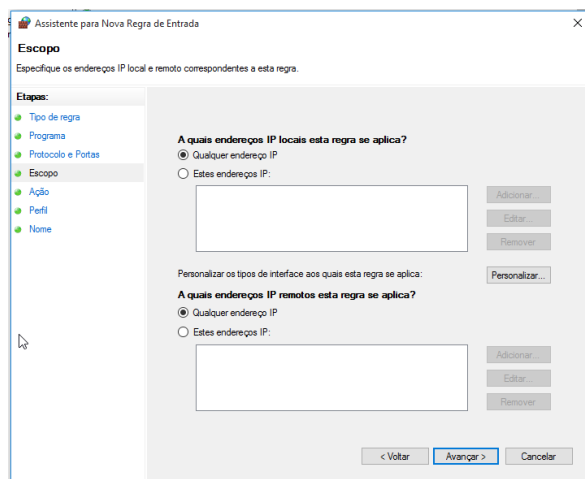 Assistente para Nova Regra de Entrada
Escopo
Especifique os endereços IP local e remoto correspondentes a esta regra.
Etapas:
Tipo de regra
Programa
Protocolo e Portas
Escopo
Ação
Perfil
Nome
A quais endereços IP locais esta regra se aplica?
Qualquer endereço IP
Estes endereços IP:
Adicionar...
Editar...
Remover
Personalizar os tipos de interface aos quais esta regra se aplica:
Personalizar...
A quais endereços IP remotos esta regra se aplica?
Qualquer endereço IP
Estes endereços IP:
Adicionar...
Editar...
Remover
< Voltar
Avançar >
Cancelar